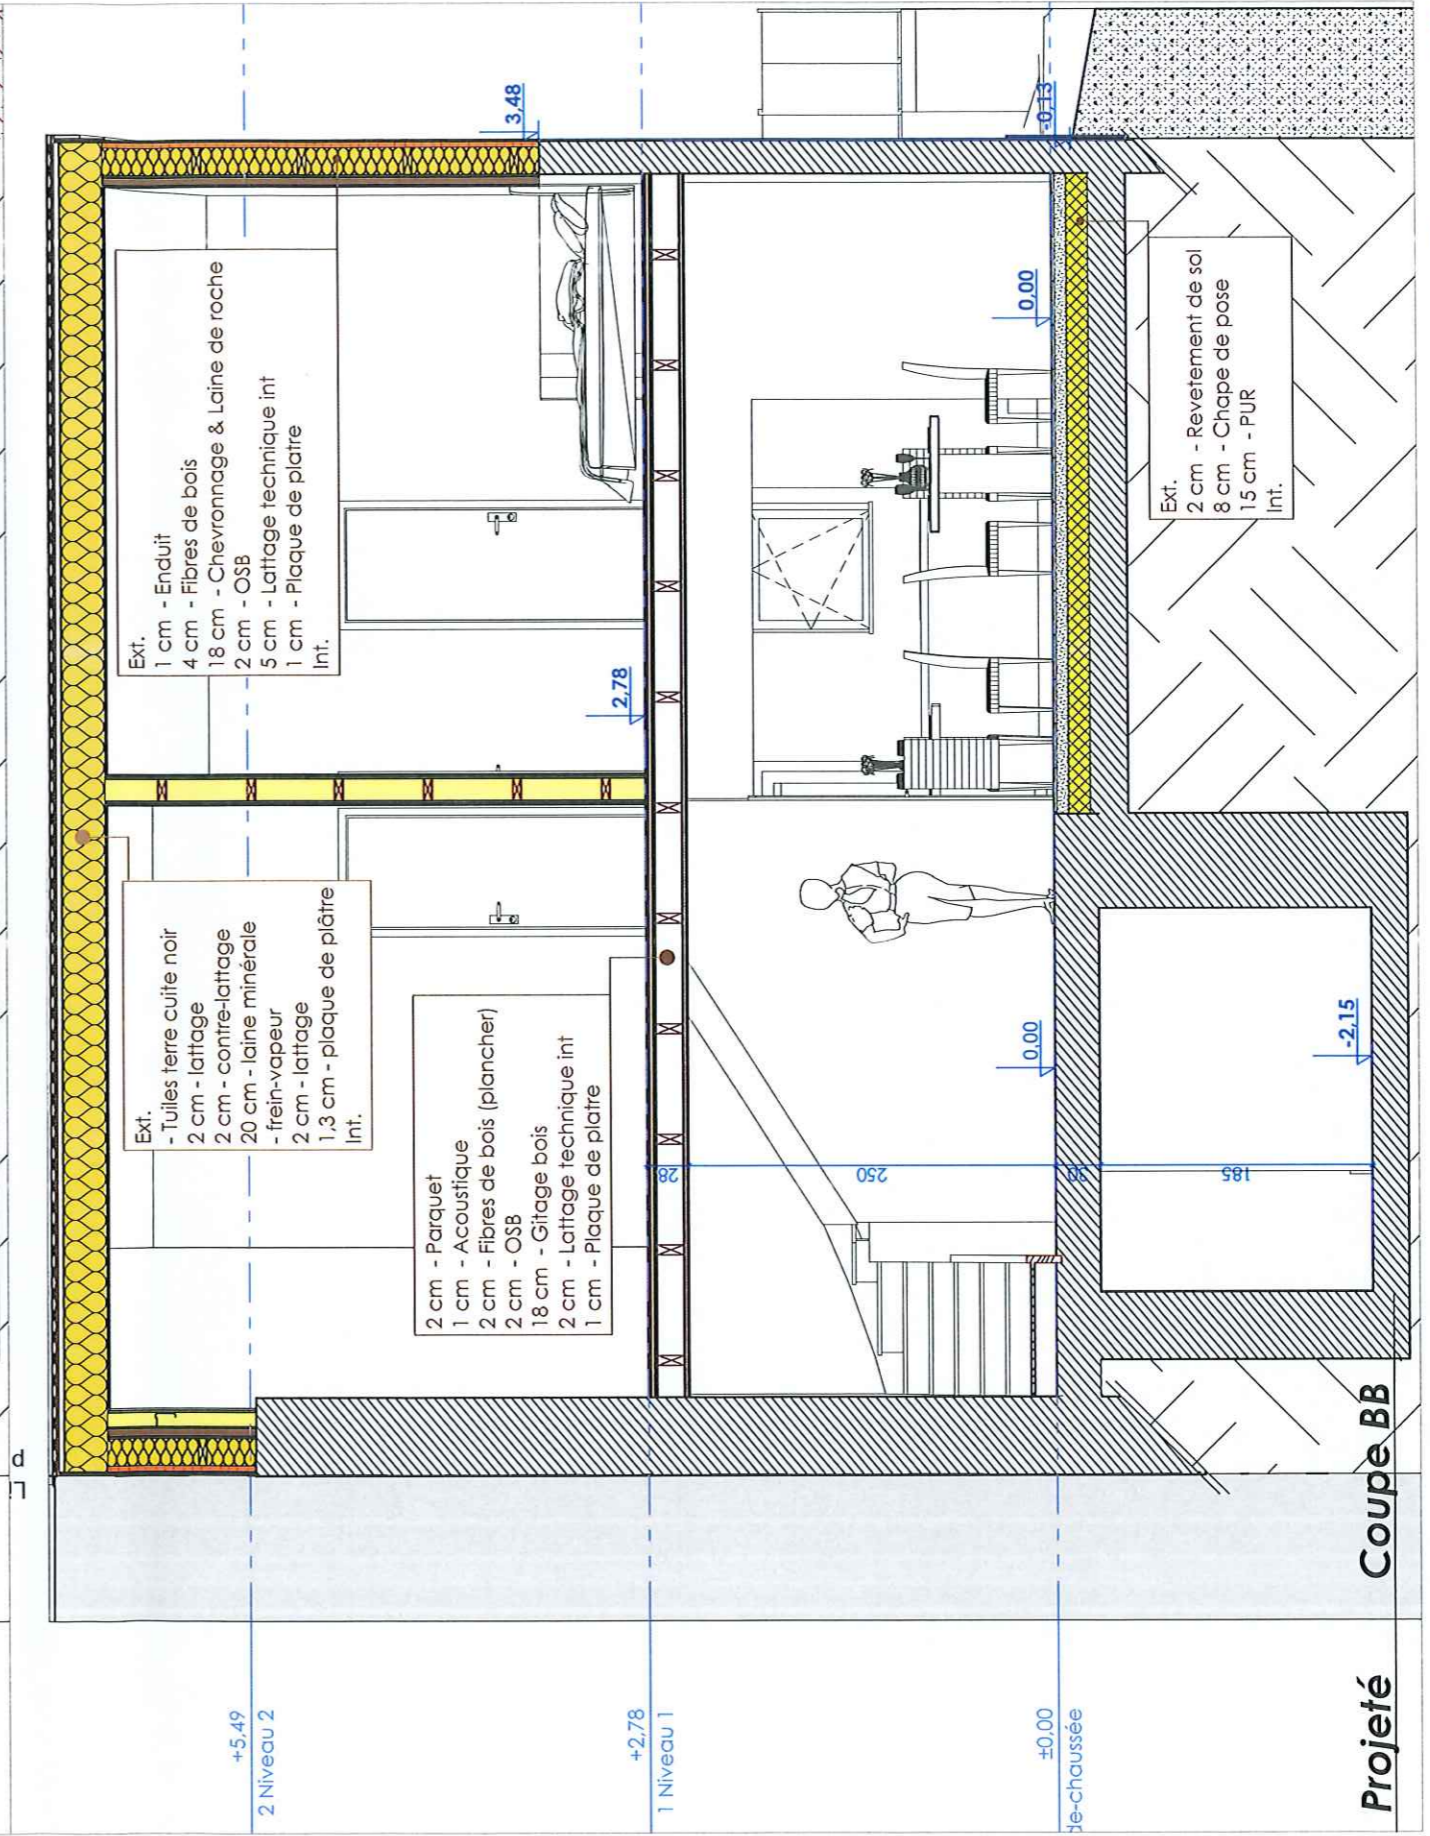 +5,49
2 Niveau 2
+2,78
1 Niveau 1
±0,00
de-chaussée
Ext.
- Tuiles terre cuite noir
2 cm - lattage
2 cm - contre-lattage
20 cm - laine minérale
- frein-vapeur
2 cm - lattage
1,3 cm - plaque de plâtre
Int.
Ext.
1 cm - Enduit
4 cm - Fibres de bois
18 cm - Chevronnage & Laine de roche
2 cm - OSB
5 cm - Lattage technique int
1 cm - Plaque de platre
Int.
3,48
2,78
2 cm - Parquet
1 cm - Acoustique
2 cm - Fibres de bois (plancher)
2 cm - OSB
18 cm - Gitage bois
2 cm - Lattage technique int
1 cm - Plaque de platre
28
250
30
185
0,00
0,00
-0,13
-2,15
Ext.
2 cm - Revetement de sol
8 cm - Chape de pose
15 cm - PUR
Int.
Projeté Coupe BB